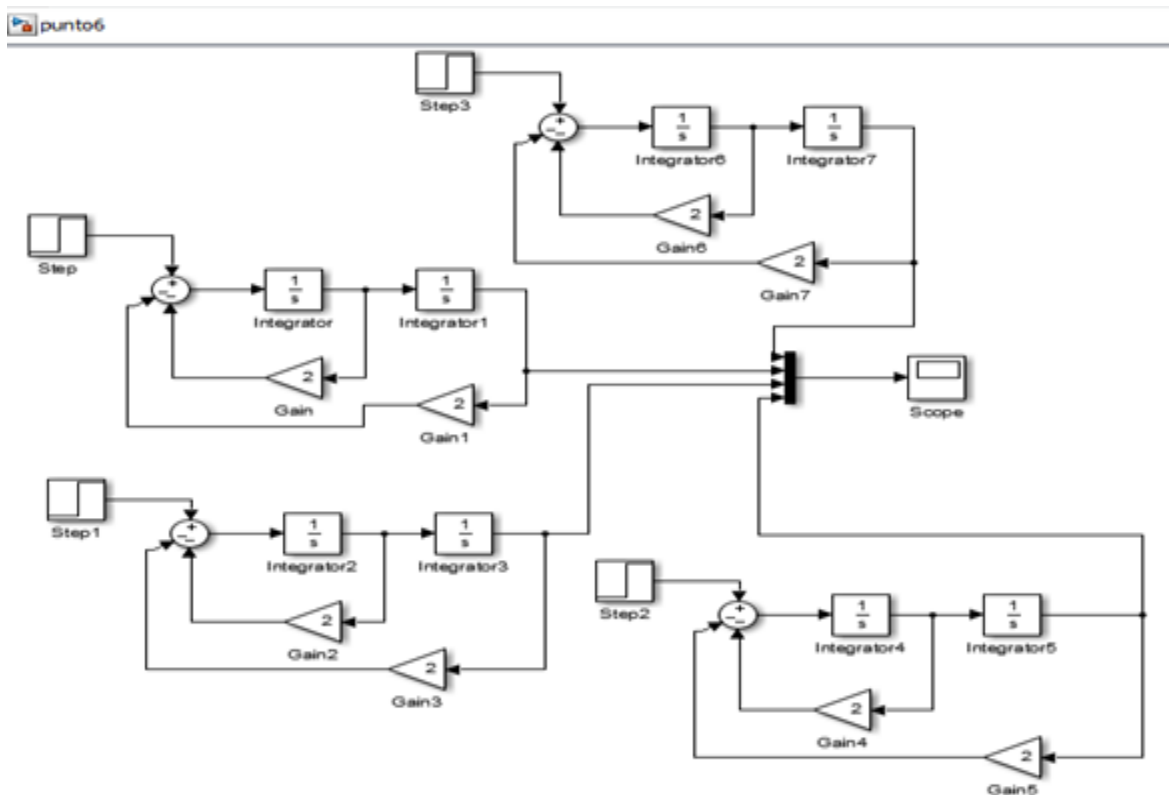 punto6
Step3
+
--
1
s
Integrator6
1
s
Integrator7
2
Gain6
2
Gain7
Step
+
--
1
s
Integrator
1
s
Integrator1
2
Gain
2
Gain1
Scope
Step1
+
--
1
s
Integrator2
1
s
Integrator3
2
Gain2
2
Gain3
Step2
+
--
1
s
Integrator4
1
s
Integrator5
2
Gain4
2
Gain5